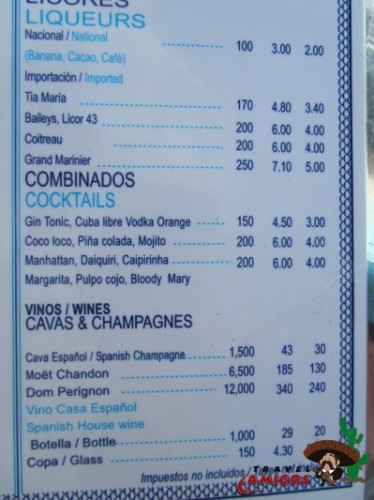 LICORES
LIQUEURS
Nacional / National 100 3.00 2.00
(Banana, Cacao, Café)
Importación / Imported
Tia María 170 4.80 3.40
Baileys, Licor 43 200 6.00 4.00
Coitreau 200 6.00 4.00
Grand Marinier 250 7.10 5.00
COMBINADOS
COCKTAILS
Gin Tonic, Cuba libre Vodka Orange 150 4.50 3.00
Coco loco, Piña colada, Mojito 200 6.00 4.00
Manhattan, Daiquiri, Caipirinha 200 6.00 4.00
Margarita, Pulpo cojo, Bloody Mary
VINOS / WINES
CAVAS & CHAMPAGNES
Cava Español / Spanish Champagne 1,500 43 30
Moët Chandon 6,500 185 130
Dom Perignon 12,000 340 240
Vino Casa Español
Spanish House wine
Botella / Bottle 1,000 29 20
Copa / Glass 150 4.30
Impuestos no incluidos /
TRAVEL
AMIGOS